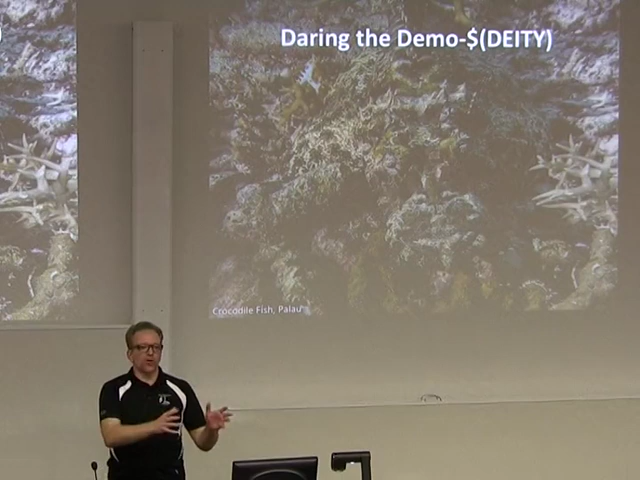 )
Daring the Demo-$(DEITY)
Crocodile Fish, Palau